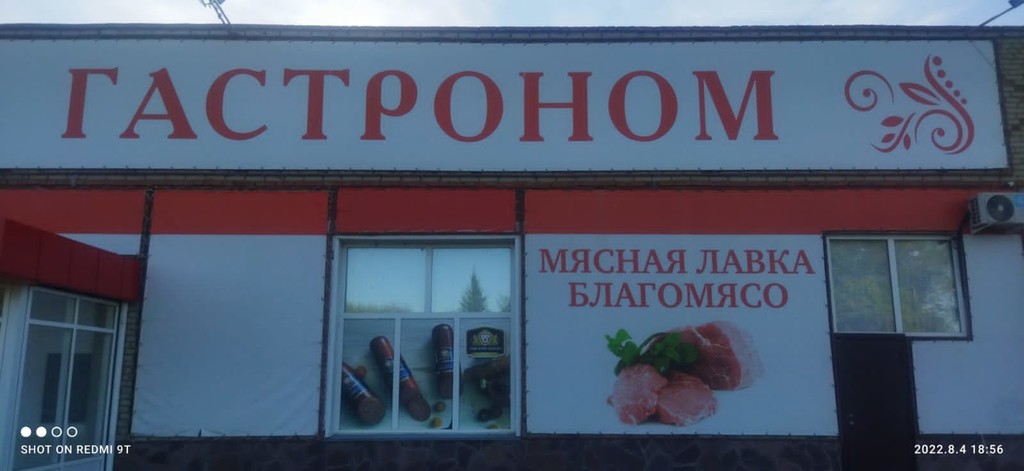 ГАСТРОНОМ
МЯСНАЯ ЛАВКА
БЛАГОМЯСО
SHOT ON REDMI 9T
2022.8.4 18:56